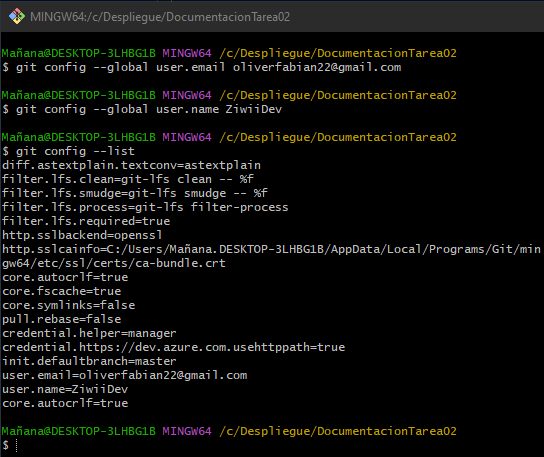 MINGW64:/c/Despliegue/DocumentacionTarea02
Mañana@DESKTOP-3LHBG1B MINGW64 /c/Despliegue/DocumentacionTarea02
$ git config --global user.email oliverfabian22@gmail.com
Mañana@DESKTOP-3LHBG1B MINGW64 /c/Despliegue/DocumentacionTarea02
$ git config --global user.name ZiwiiDev
Mañana@DESKTOP-3LHBG1B MINGW64 /c/Despliegue/DocumentacionTarea02
$ git config --list
diff.astextplain.textconv=astextplain
filter.lfs.clean=git-lfs clean -- %f
filter.lfs.smudge=git-lfs smudge -- %f
filter.lfs.process=git-lfs filter-process
filter.lfs.required=true
http.sslbackend=openssl
http.sslcainfo=C:/Users/Mañana.DESKTOP-3LHBG1B/AppData/Local/Programs/Git/min
gw64/etc/ssl/certs/ca-bundle.crt
core.autocrlf=true
core.fscache=true
core.symlinks=false
pull.rebase=false
credential.helper=manager
credential.https://dev.azure.com.usehttppath=true
init.defaultbranch=master
user.email=oliverfabian22@gmail.com
user.name=ZiwiiDev
core.autocrlf=true
Mañana@DESKTOP-3LHBG1B MINGW64 /c/Despliegue/DocumentacionTarea02
$